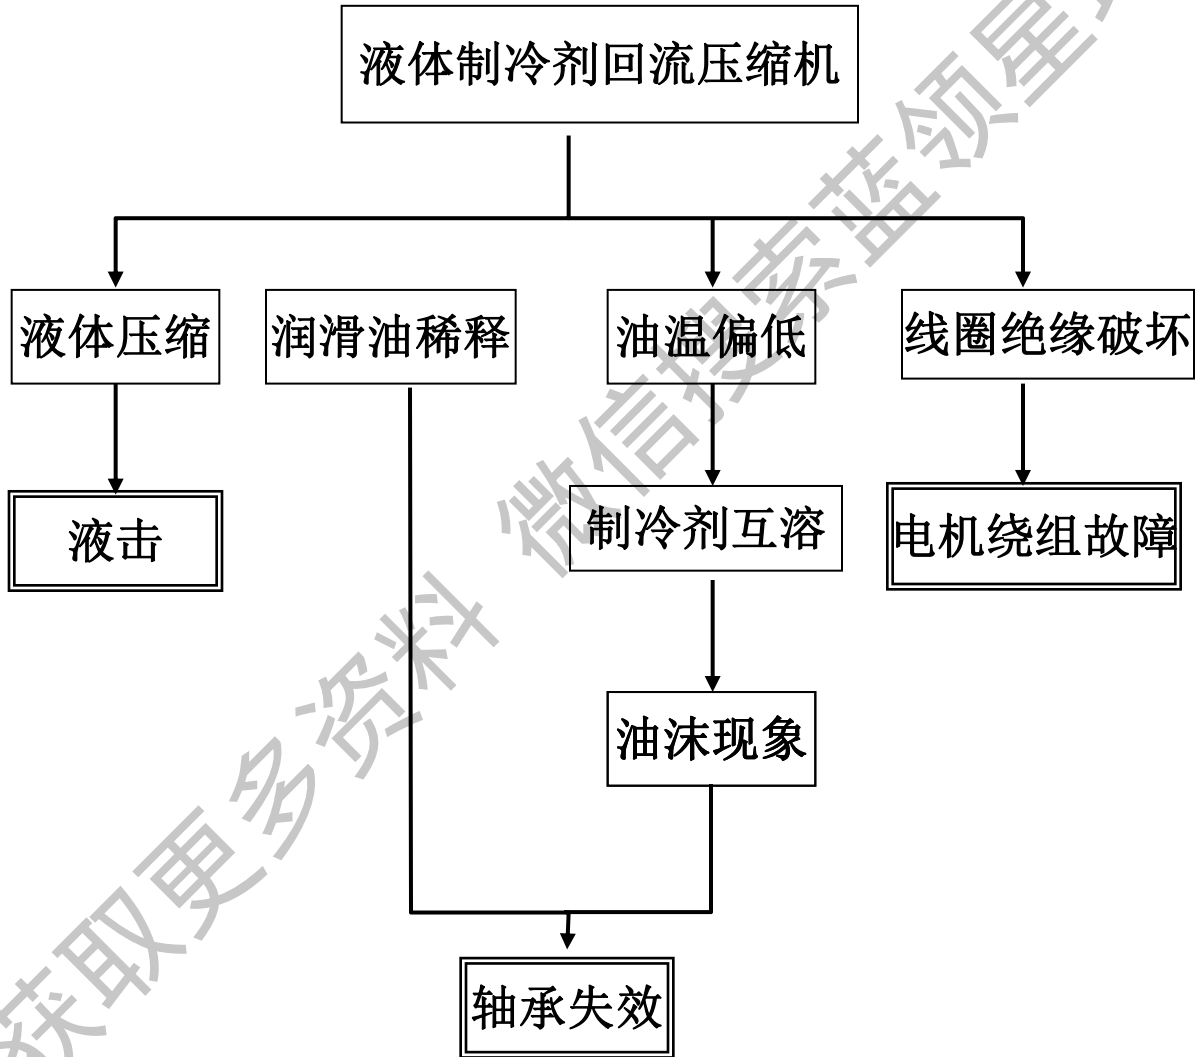 液体制冷剂回流压缩机
液体压缩
润滑油稀释
油温偏低
线圈绝缘破坏
液击
制冷剂互溶
电机绕组故障
油沫现象
轴承失效
获取更多资料 微信搜索蓝领星